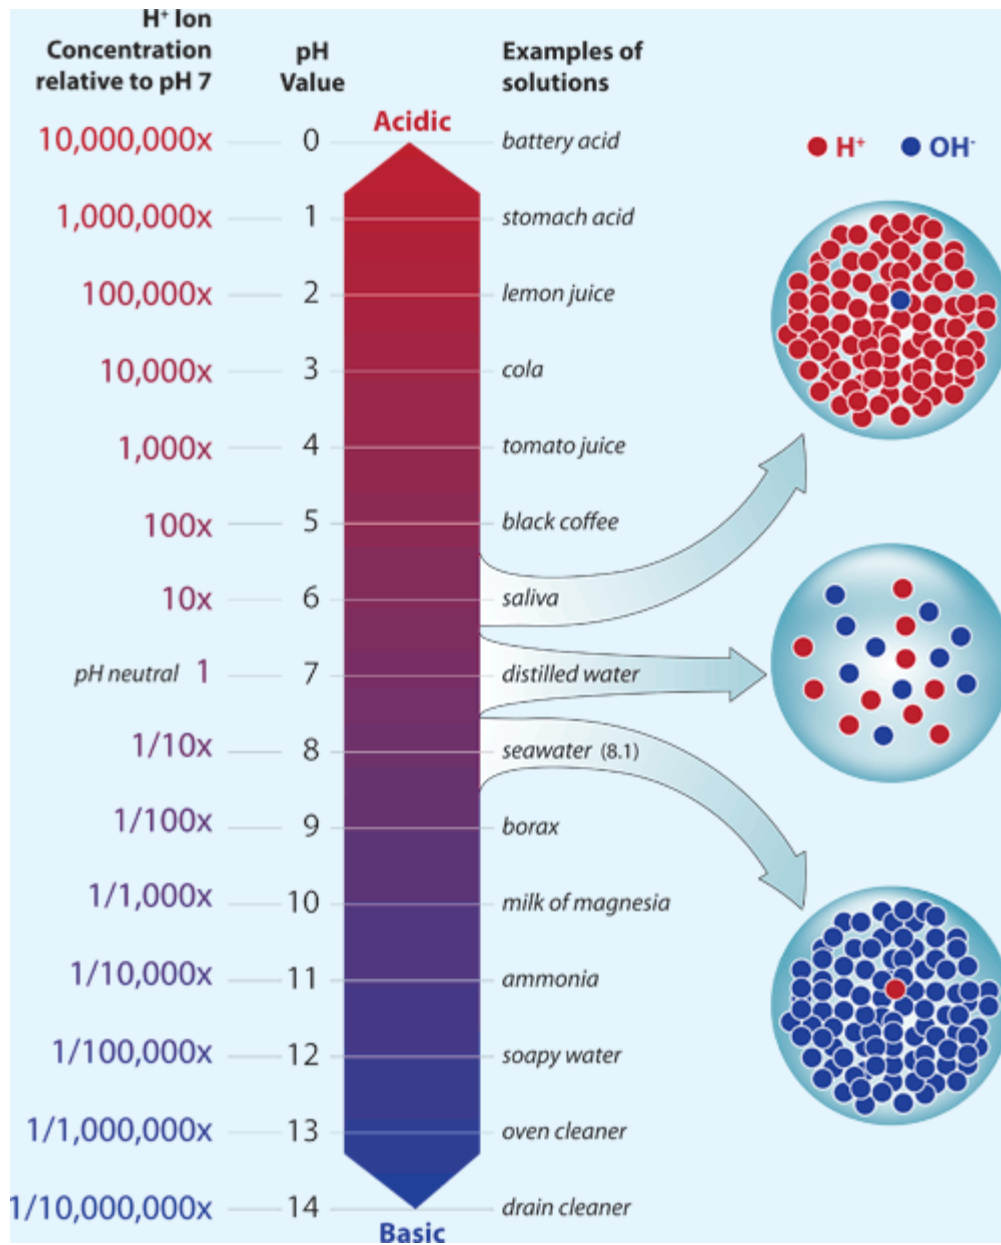 H⁺ Ion
Concentration
relative to pH 7
pH
Value
Examples of
solutions
Acidic
H⁺ OH⁻
10,000,000x 0 battery acid
1,000,000x 1 stomach acid
100,000x 2 lemon juice
10,000x 3 cola
1,000x 4 tomato juice
100x 5 black coffee
10x 6 saliva
pH neutral 1 7 distilled water
1/10x 8 seawater (8.1)
1/100x 9 borax
1/1,000x 10 milk of magnesia
1/10,000x 11 ammonia
1/100,000x 12 soapy water
1/1,000,000x 13 oven cleaner
1/10,000,000x 14 drain cleaner
Basic